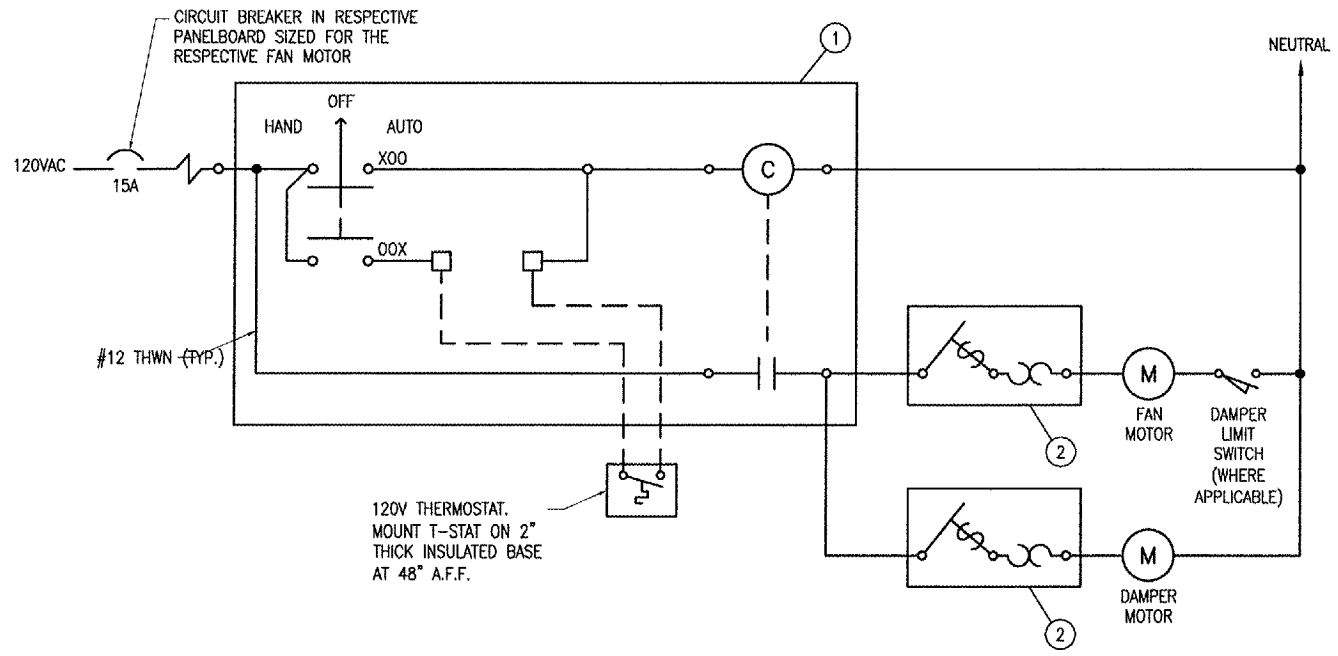 CIRCUIT BREAKER IN RESPECTIVE
PANELBOARD SIZED FOR THE
RESPECTIVE FAN MOTOR
1
NEUTRAL
OFF
HAND
AUTO
120VAC
15A
XOO
C
OOX
#12 THWN (TYP.)
M
FAN
MOTOR
DAMPER
LIMIT
SWITCH
(WHERE
APPLICABLE)
2
120V THERMOSTAT.
MOUNT T-STAT ON 2"
THICK INSULATED BASE
AT 48" A.F.F.
M
DAMPER
MOTOR
2